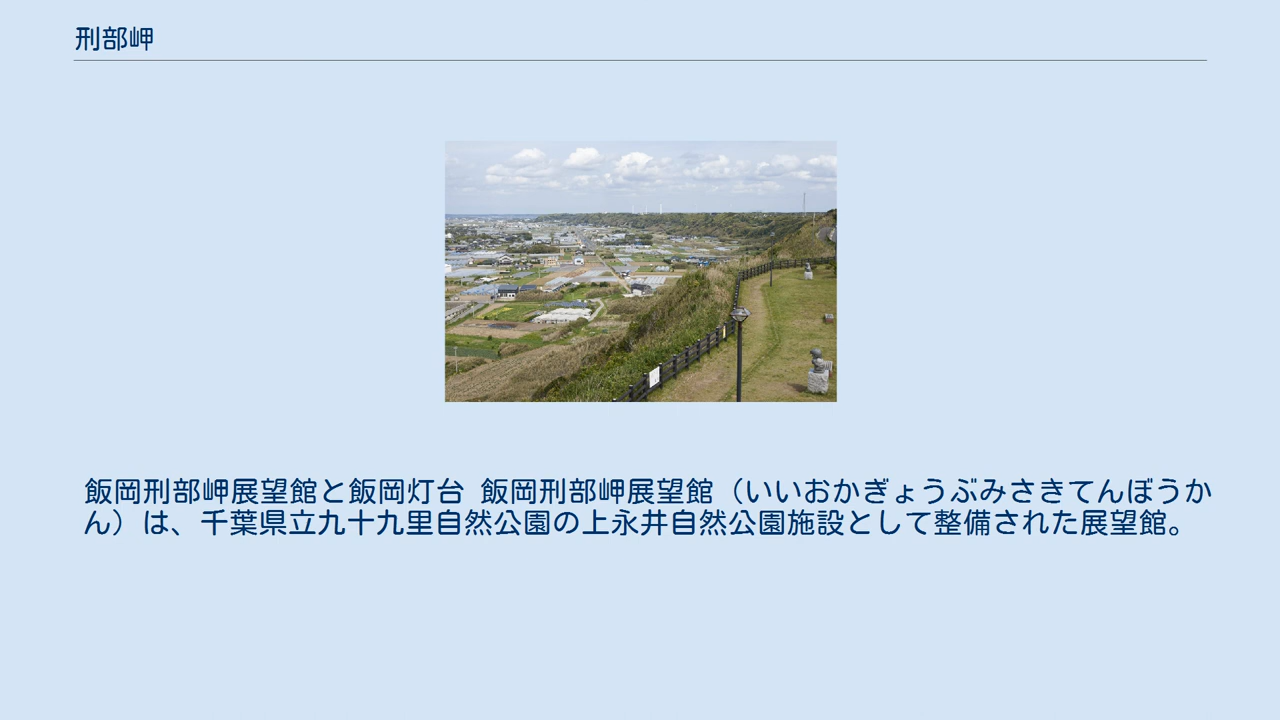 刑部岬
飯岡刑部岬展望館と飯岡灯台 飯岡刑部岬展望館（いいおかぎょうぶみさきてんぼうか
ん）は、千葉県立九十九里自然公園の上永井自然公園施設として整備された展望館。